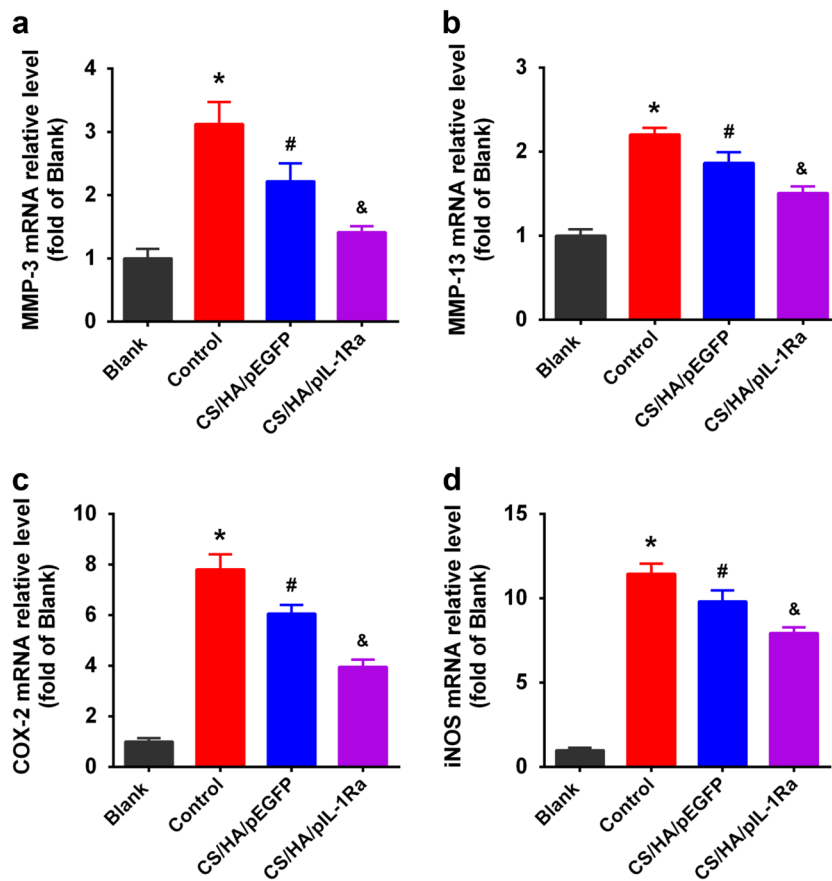 a
MMP-3 mRNA relative level
(fold of Blank)
4
3
2
1
0
*
#
&
Blank
Control
CS/HA/pEGFP
CS/HA/pIL-1Ra
b
MMP-13 mRNA relative level
(fold of Blank)
3
2
1
0
*
#
&
Blank
Control
CS/HA/pEGFP
CS/HA/pIL-1Ra
c
COX-2 mRNA relative level
(fold of Blank)
10
8
6
4
2
0
*
#
&
Blank
Control
CS/HA/pEGFP
CS/HA/pIL-1Ra
d
iNOS mRNA relative level
(fold of Blank)
15
10
5
0
*
#
&
Blank
Control
CS/HA/pEGFP
CS/HA/pIL-1Ra